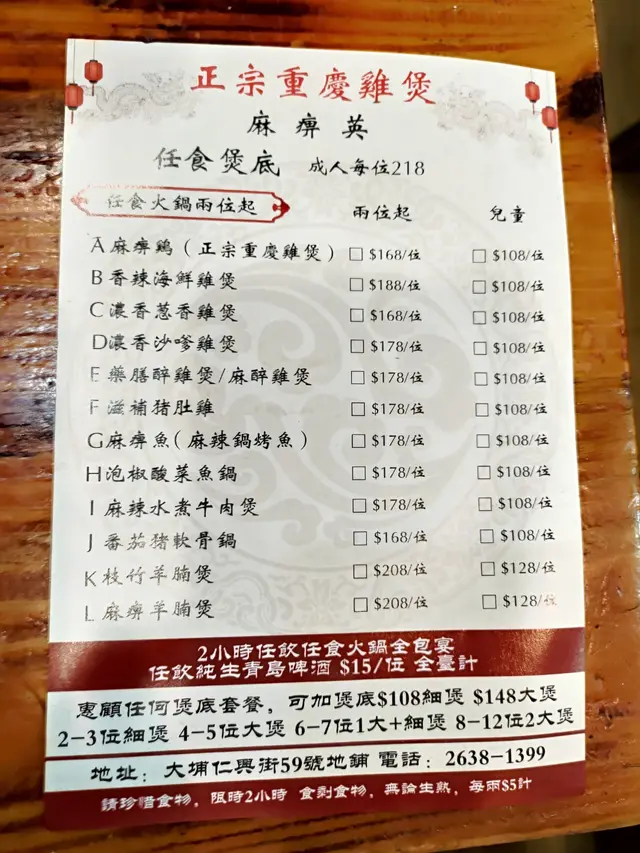 正宗重慶雞煲
麻痹英
任食煲底 成人每位218
任食火鍋兩位起 兩位起 兒童
A 麻痹鷄（正宗重慶雞煲） □ $168/位 □ $108/位
B 香辣海鮮雞煲 □ $188/位 □ $108/位
C 濃香葱香雞煲 □ $168/位 □ $108/位
D 濃香沙嗲雞煲 □ $178/位 □ $108/位
E 藥膳醉雞煲/麻醉雞煲 □ $178/位 □ $108/位
F 滋補猪肚雞 □ $178/位 □ $108/位
G 麻痹魚（麻辣鍋烤魚） □ $178/位 □ $108/位
H 泡椒酸菜魚鍋 □ $178/位 □ $108/位
I 麻辣水煮牛肉煲 □ $178/位 □ $108/位
J 番茄猪軟骨鍋 □ $168/位 □ $108/位
K 枝竹羊腩煲 □ $208/位 □ $128/位
L 麻痹羊腩煲 □ $208/位 □ $128/位
2小時任飲任食火鍋全包宴
任飲純生青島啤酒 $15/位 全臺計
惠顧任何煲底套餐，可加煲底$108細煲 $148大煲
2-3位細煲 4-5位大煲 6-7位1大+細煲 8-12位2大煲
地址：大埔仁興街59號地鋪 電話：2638-1399
請珍惜食物，限時2小時 食剩食物，無論生熟，每兩$5計